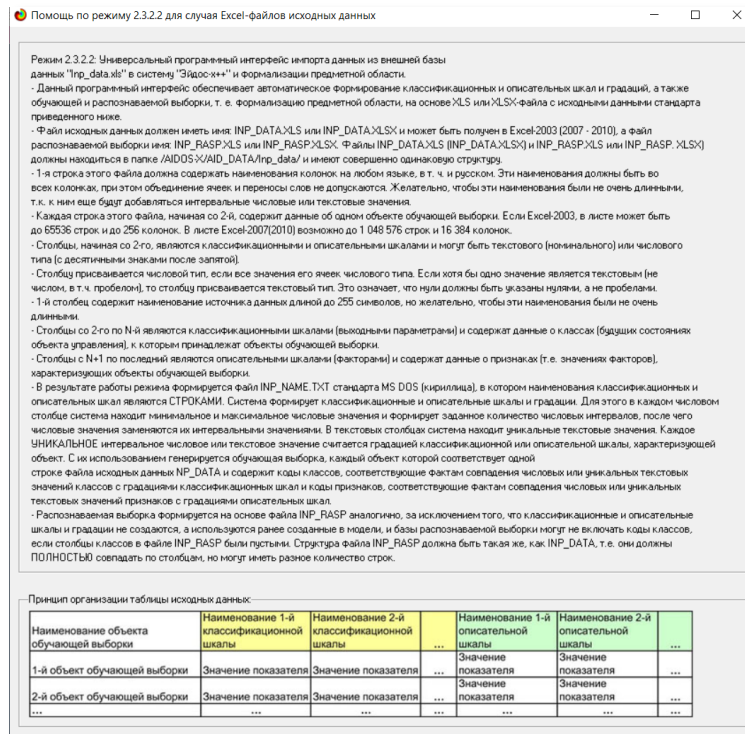 Помощь по режиму 2.3.2.2 для случая Excel-файлов исходных данных
Режим 2.3.2.2: Универсальный программный интерфейс импорта данных из внешней базы
данных "Inp_data.xls" в систему "Эйдос-х++" и формализации предметной области.
- Данный программный интерфейс обеспечивает автоматическое формирование классификационных и описательных шкал и градаций, а также
обучающей и распознаваемой выборки, т. е. формализацию предметной области, на основе XLS или XLSX-файла с исходными данными стандарта
приведенного ниже.
- Файл исходных данных должен иметь имя: INP_DATA.XLS или INP_DATA.XLSX и может быть получен в Excel-2003 (2007 - 2010), а файл
распознаваемой выборки имя: INP_RASP.XLS или INP_RASP.XLSX. Файлы INP_DATA.XLS (INP_DATA.XLSX) и INP_RASP.XLS или INP_RASP. XLSX)
должны находиться в папке /AIDOS-X/AID_DATA/Inp_data/ и имеют совершенно одинаковую структуру.
- 1-я строка этого файла должна содержать наименования колонок на любом языке, в т. ч. и русском. Эти наименования должны быть во
всех колонках, при этом объединение ячеек и переносы слов не допускаются. Желательно, чтобы эти наименования были не очень длинными,
т.к. к ним еще будут добавляться интервальные числовые или текстовые значения.
- Каждая строка этого файла, начиная со 2-й, содержит данные об одном объекте обучающей выборки. Если Excel-2003, в листе может быть
до 65536 строк и до 256 колонок. В листе Excel-2007(2010) возможно до 1 048 576 строк и 16 384 колонок.
- Столбцы, начиная со 2-го, являются классификационными и описательными шкалами и могут быть текстового (номинального) или числового
типа (с десятичными знаками после запятой).
- Столбцу присваивается числовой тип, если все значения его ячеек числового типа. Если хотя бы одно значение является текстовым (не
числом, в т.ч. пробелом), то столбцу присваивается текстовый тип. Это означает, что нули должны быть указаны нулями, а не пробелами.
- 1-й столбец содержит наименование источника данных длиной до 255 символов, но желательно, чтобы эти наименования были не очень
длинными.
- Столбцы со 2-го по N-й являются классификационными шкалами (выходными параметрами) и содержат данные о классах (будущих состояниях
объекта управления), к которым принадлежат объекты обучающей выборки.
- Столбцы с N+1 по последний являются описательными шкалами (факторами) и содержат данные о признаках (т.е. значениях факторов),
характеризующих объекты обучающей выборки.
- В результате работы режима формируется файл INP_NAME.TXT стандарта MS DOS (кириллица), в котором наименования классификационных и
описательных шкал являются СТРОКАМИ. Система формирует классификационные и описательные шкалы и градации. Для этого в каждом числовом
столбце система находит минимальное и максимальное числовые значения и формирует заданное количество числовых интервалов, после чего
числовые значения заменяются их интервальными значениями. В текстовых столбцах система находит уникальные текстовые значения. Каждое
УНИКАЛЬНОЕ интервальное числовое или текстовое значение считается градацией классификационной или описательной шкалы, характеризующей
объект. С их использованием генерируется обучающая выборка, каждый объект которой соответствует одной
строке файла исходных данных NP_DATA и содержит коды классов, соответствующие фактам совпадения числовых или уникальных текстовых
значений классов с градациями классификационных шкал и коды признаков, соответствующие фактам совпадения числовых или уникальных
текстовых значений признаков с градациями описательных шкал.
- Распознаваемая выборка формируется на основе файла INP_RASP аналогично, за исключением того, что классификационные и описательные
шкалы и градации не создаются, а используются ранее созданные в модели, и базы распознаваемой выборки могут не включать коды классов,
если столбцы классов в файле INP_RASP были пустыми. Структура файла INP_RASP должна быть такая же, как INP_DATA, т.е. они должны
ПОЛНОСТЬЮ совпадать по столбцам, но могут иметь разное количество строк.
Принцип организации таблицы исходных данных:
Наименование объекта обучающей выборки Наименование 1-й классификационной шкалы Наименование 2-й классификационной шкалы ... Наименование 1-й описательной шкалы Наименование 2-й описательной шкалы ...
1-й объект обучающей выборки Значение показателя Значение показателя ... Значение показателя Значение показателя ...
2-й объект обучающей выборки Значение показателя Значение показателя ... Значение показателя Значение показателя ...
... ... ... ... ... ... ...